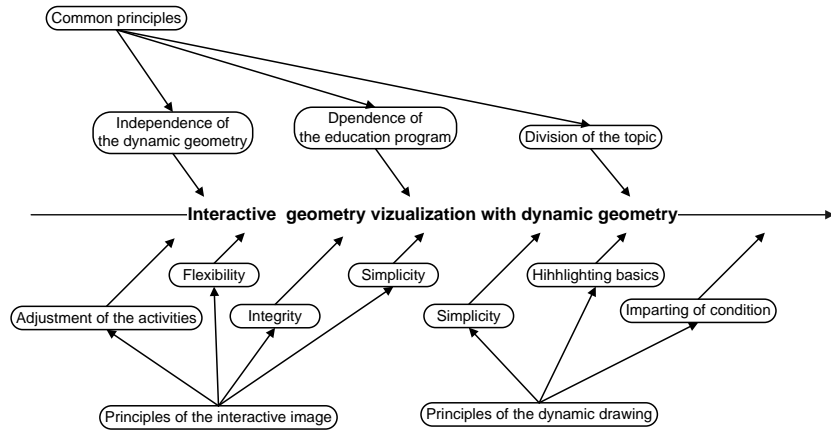 Common principles
Independence of
the dynamic geometry
Dpendence of
the education program
Division of the topic
Interactive geometry vizualization with dynamic geometry
Flexibility
Simplicity
Hihhlighting basics
Adjustment of the activities
Integrity
Simplicity
Imparting of condition
Principles of the interactive image
Principles of the dynamic drawing